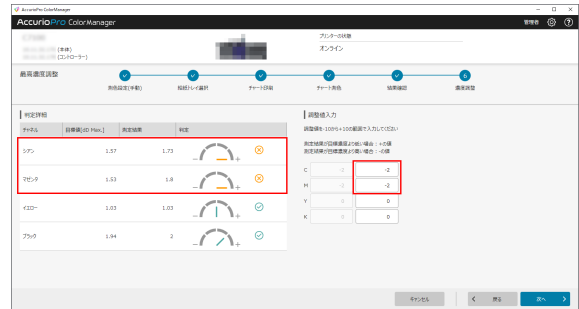 AccurioPro ColorManager
AccurioPro ColorManager
管理者
プリンターの状態
(本体)
(コントローラー)
オンライン
最高濃度調整
6
測色設定(手動)
給紙トレイ選択
チャート印刷
チャート測色
結果確認
濃度調整
判定詳細
チャネル 目標値[dD Max.] 測定結果 判定
シアン 1.57 1.73 - +
マゼンタ 1.53 1.8 - +
イエロー 1.03 1.03 - +
ブラック 1.94 2 - +
調整値入力
調整値を-10から+10の範囲で入力してください
測定結果が目標濃度より低い場合 : +の値
測定結果が目標濃度より高い場合 : -の値
C -2 -2
M -2 -2
Y 0 0
K 0 0
キャンセル
戻る
次へ